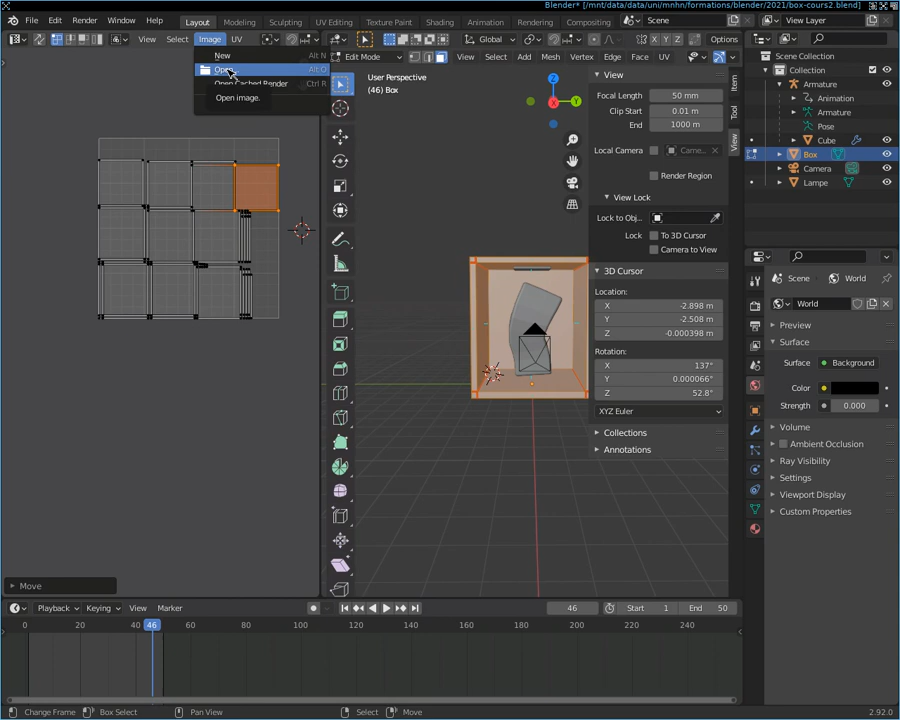 Blender* [/mnt/data/data/uni/mnhn/formations/blender/2021/box-cours2.blend]
File Edit Render Window Help Layout Modeling Sculpting UV Editing Texture Paint Shading Animation Rendering Compositing Scene View Layer
View Select Image UV Global Options
New Alt N
Open... Alt O
Open Cached Render Ctrl R
Open image.
Edit Mode View Select Add Mesh Vertex Edge Face UV
User Perspective
(46) Box
View
Focal Length 50 mm
Clip Start 0.01 m
End 1000 m
Local Camera Came...
Render Region
View Lock
Lock to Obj...
Lock To 3D Cursor
Camera to View
3D Cursor
Location:
X -2.898 m
Y -2.508 m
Z -0.000398 m
Rotation:
X 137°
Y 0.000066°
Z 52.8°
XYZ Euler
Collections
Annotations
Item
Tool
View
Z
Y
X
X Y Z
Scene Collection
Collection
Armature
Animation
Armature
Pose
Cube
Box
Camera
Lampe
Scene World
World
Preview
Surface
Surface Background
Color
Strength 0.000
Volume
Ambient Occlusion
Ray Visibility
Settings
Viewport Display
Custom Properties
Move
Playback Keying View Marker 46 Start 1 End 50
0 20 40 46 60 80 100 120 140 160 180 200 220 240
Change Frame Box Select Pan View Select Move 2.92.0